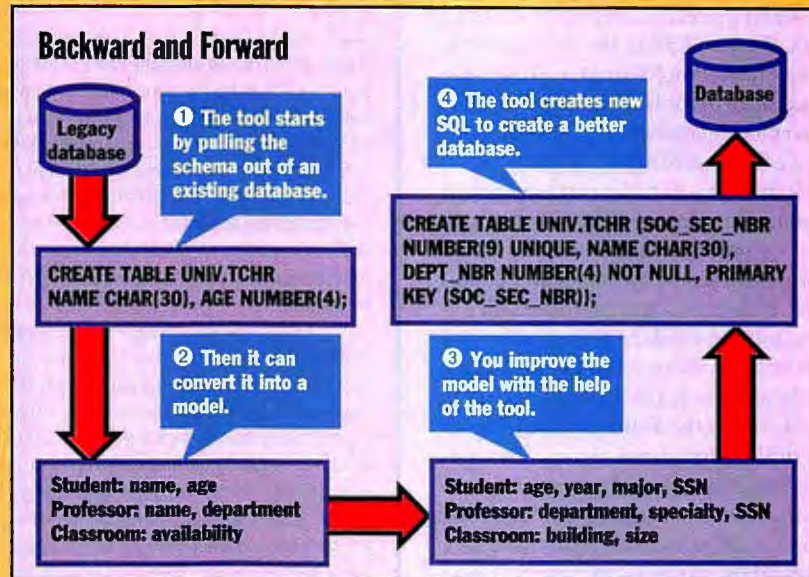 Backward and Forward
Legacy
database
❶ The tool starts
by pulling the
schema out of an
existing database.
CREATE TABLE UNIV.TCHR
NAME CHAR(30), AGE NUMBER(4);
❷ Then it can
convert it into a
model.
Student: name, age
Professor: name, department
Classroom: availability
❸ You improve the
model with the help
of the tool.
Student: age, year, major, SSN
Professor: department, specialty, SSN
Classroom: building, size
CREATE TABLE UNIV.TCHR (SOC_SEC_NBR
NUMBER(9) UNIQUE, NAME CHAR(30),
DEPT_NBR NUMBER(4) NOT NULL, PRIMARY
KEY (SOC_SEC_NBR));
❹ The tool creates new
SQL to create a better
database.
Database